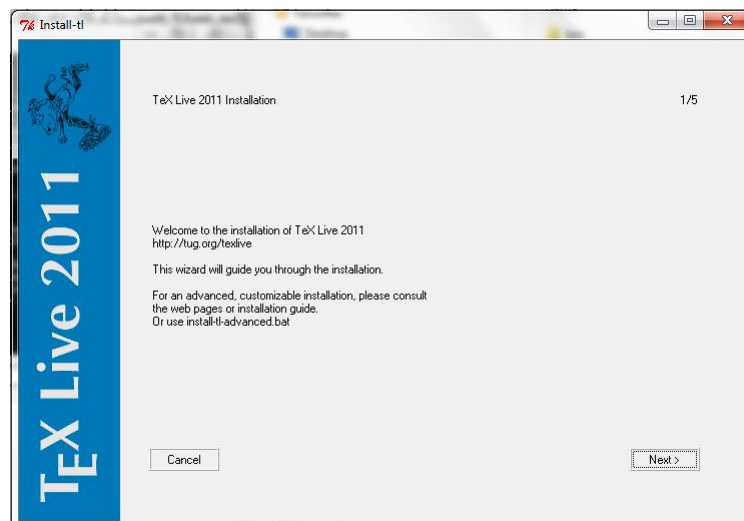 Install-tl
TeX Live 2011 Installation
1/5
Welcome to the installation of TeX Live 2011
http://tug.org/texlive
This wizard will guide you through the installation.
For an advanced, customizable installation, please consult
the web pages or installation guide.
Or use install-tl-advanced.bat
Cancel
Next >
TEX Live 2011